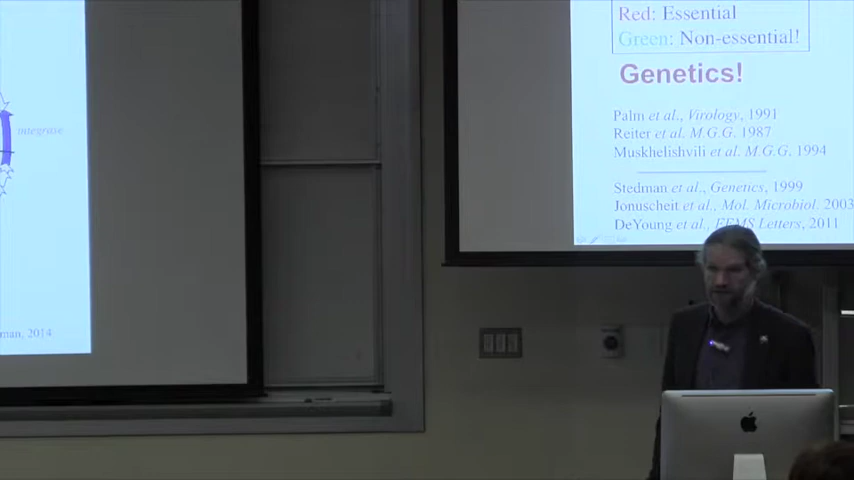 integrase
man, 2014
Red: Essential
Green: Non-essential!
Genetics!
Palm et al., Virology, 1991
Reiter et al. M.G.G. 1987
Muskhelishvili et al. M.G.G. 1994
Stedman et al., Genetics, 1999
Jonuscheit et al., Mol. Microbiol. 2003
DeYoung et al., FEMS Letters, 2011